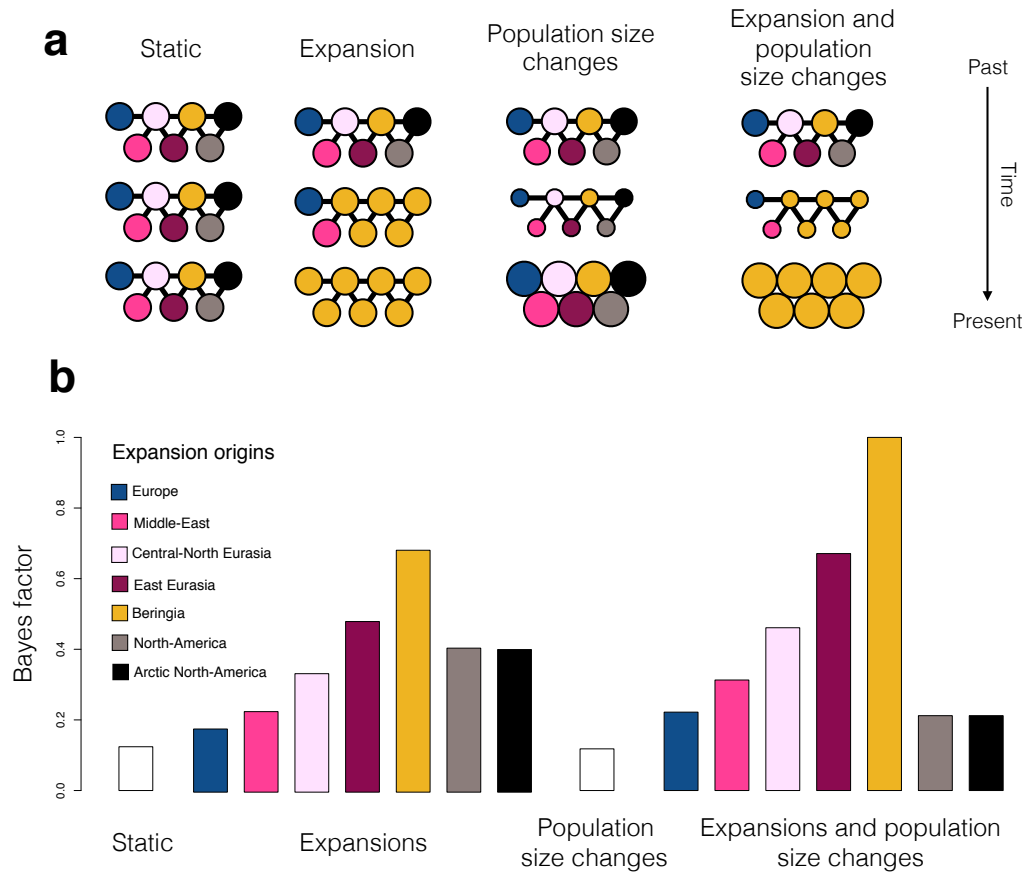 a
Static
Expansion
Population size
changes
Expansion and
population
size changes
Past
Time
Present
b
Bayes factor
1.0
0.8
0.6
0.4
0.2
0.0
Expansion origins
Europe
Middle-East
Central-North Eurasia
East Eurasia
Beringia
North-America
Arctic North-America
Static
Expansions
Population
size changes
Expansions and population
size changes